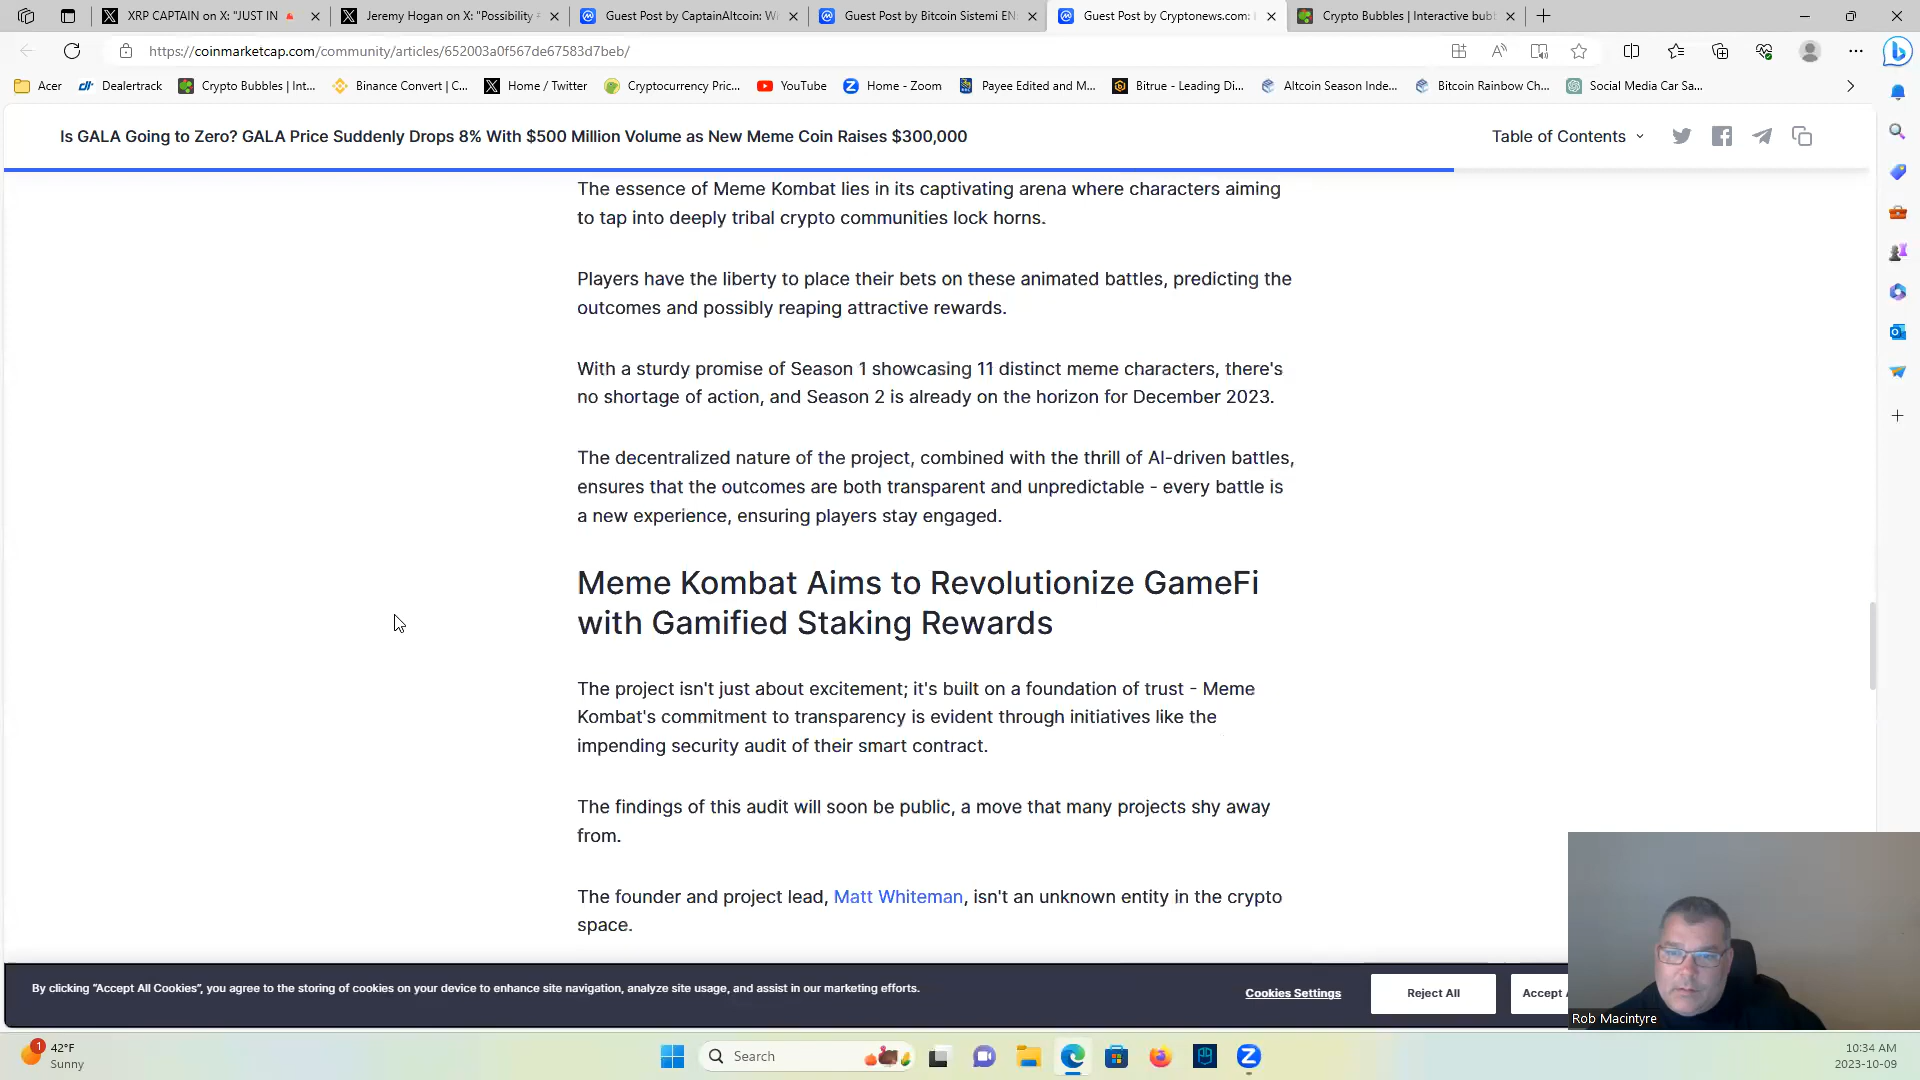 XRP CAPTAIN on X: "JUST IN
Jeremy Hogan on X: "Possibility
Guest Post by CaptainAltcoin: W
Guest Post by Bitcoin Sistemi EN
Guest Post by Cryptonews.com:
Crypto Bubbles | Interactive bub
https://coinmarketcap.com/community/articles/652003a0f567de67583d7beb/
Acer
Dealertrack
Crypto Bubbles | Int...
Binance Convert | C...
Home / Twitter
Cryptocurrency Pric...
YouTube
Home - Zoom
Payee Edited and M...
Bitrue - Leading Di...
Altcoin Season Inde...
Bitcoin Rainbow Ch...
Social Media Car Sa...
Is GALA Going to Zero? GALA Price Suddenly Drops 8% With $500 Million Volume as New Meme Coin Raises $300,000
Table of Contents
The essence of Meme Kombat lies in its captivating arena where characters aiming
to tap into deeply tribal crypto communities lock horns.
Players have the liberty to place their bets on these animated battles, predicting the
outcomes and possibly reaping attractive rewards.
With a sturdy promise of Season 1 showcasing 11 distinct meme characters, there's
no shortage of action, and Season 2 is already on the horizon for December 2023.
The decentralized nature of the project, combined with the thrill of AI-driven battles,
ensures that the outcomes are both transparent and unpredictable - every battle is
a new experience, ensuring players stay engaged.
Meme Kombat Aims to Revolutionize GameFi
with Gamified Staking Rewards
The project isn't just about excitement; it's built on a foundation of trust - Meme
Kombat's commitment to transparency is evident through initiatives like the
impending security audit of their smart contract.
The findings of this audit will soon be public, a move that many projects shy away
from.
The founder and project lead, Matt Whiteman, isn't an unknown entity in the crypto
space.
By clicking "Accept All Cookies", you agree to the storing of cookies on your device to enhance site navigation, analyze site usage, and assist in our marketing efforts.
Cookies Settings
Reject All
Accept
Rob Macintyre
1
42°F
Sunny
Search
10:34 AM
2023-10-09